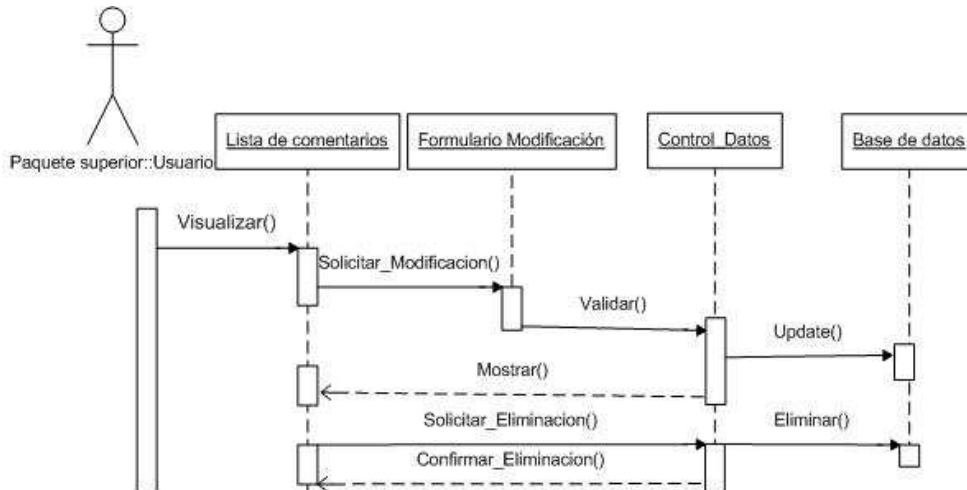 Paquete superior::Usuario
Lista de comentarios
Formulario Modificación
Control_Datos
Base de datos
Visualizar()
Solicitar_Modificacion()
Validar()
Update()
Mostrar()
Solicitar_Eliminacion()
Eliminar()
Confirmar_Eliminacion()